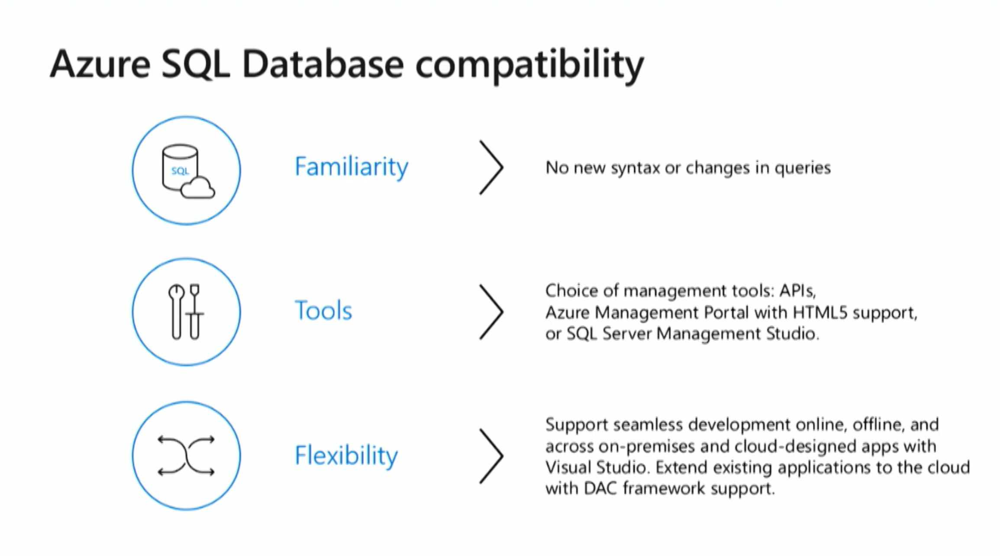 Azure SQL Database compatibility
SQL
Familiarity
No new syntax or changes in queries
Tools
Choice of management tools: APIs,
Azure Management Portal with HTML5 support,
or SQL Server Management Studio.
Flexibility
Support seamless development online, offline, and
across on-premises and cloud-designed apps with
Visual Studio. Extend existing applications to the cloud
with DAC framework support.